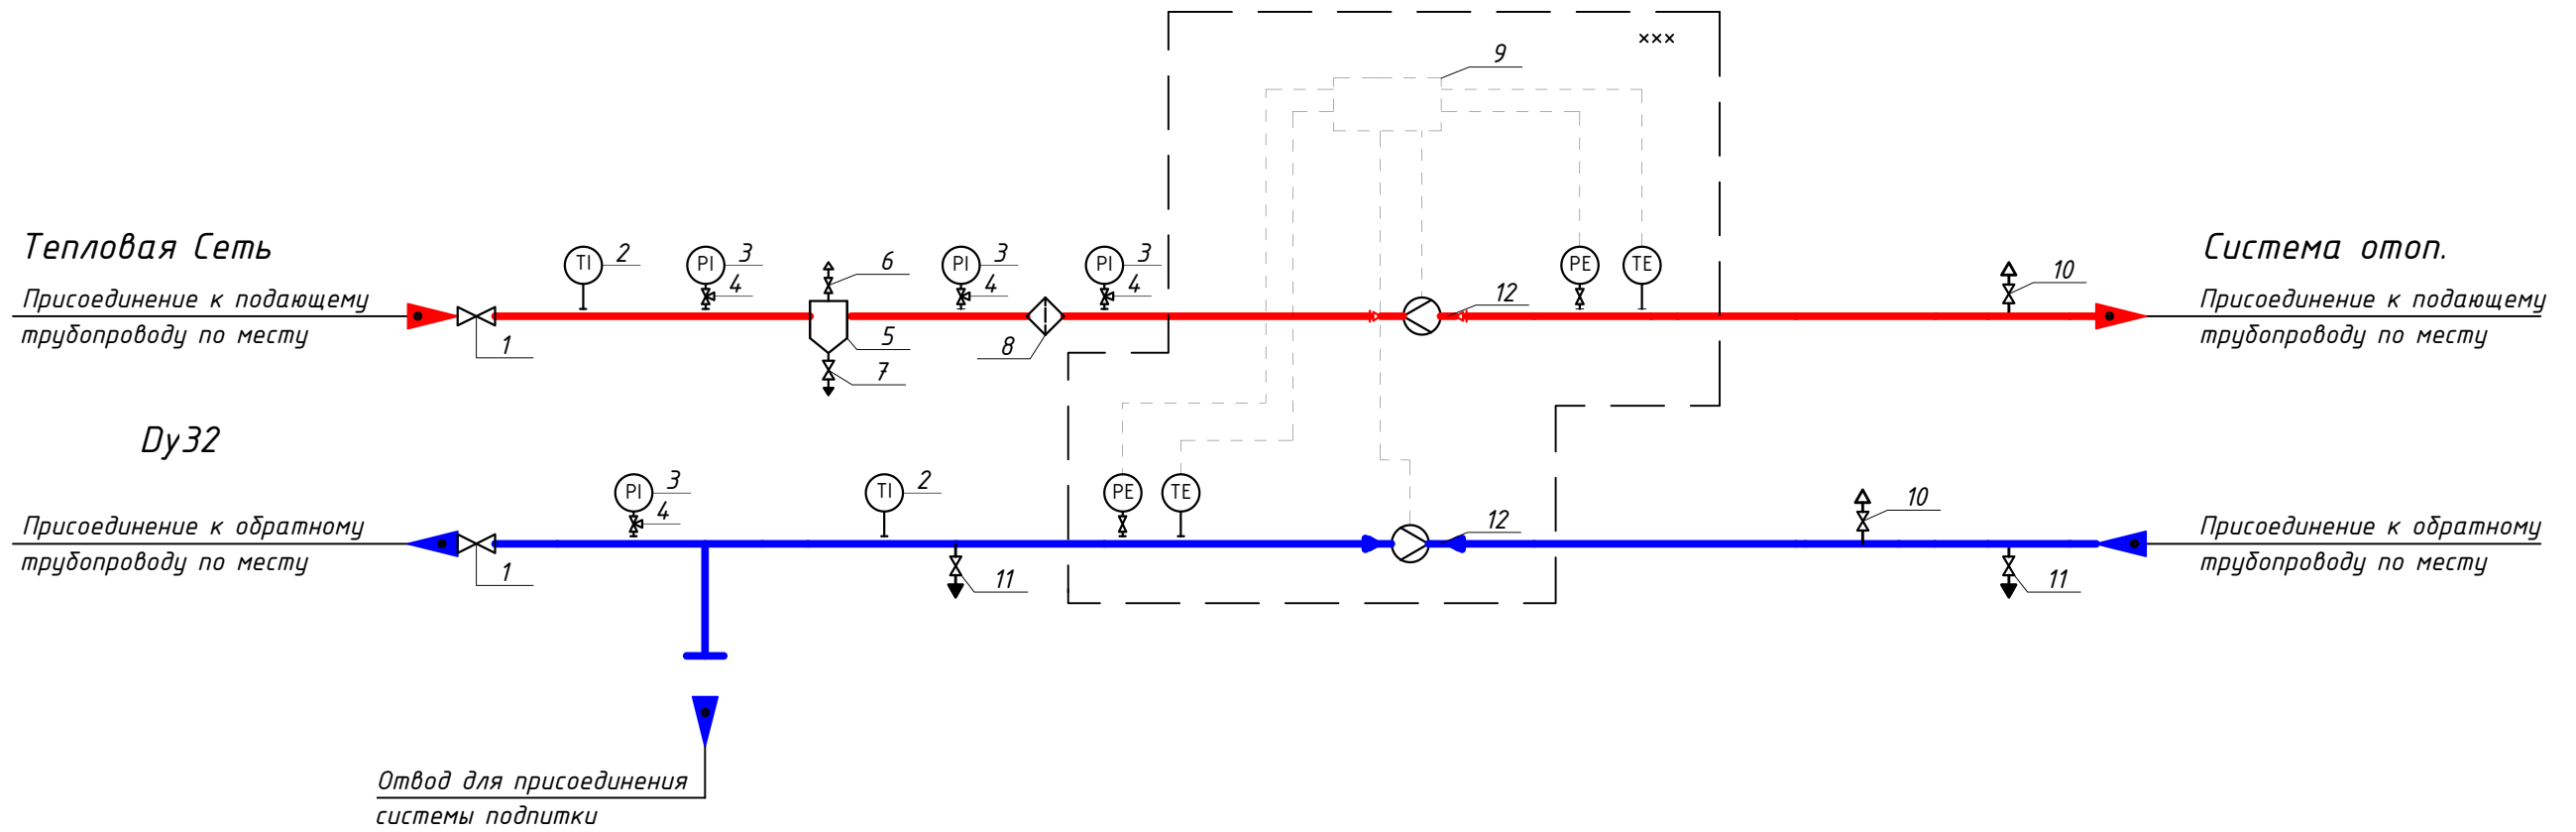 ×××
9
Тепловая Сеть
TI 2
PI 3
4
6
PI 3
4
PI 3
4
PE
TE
Система отоп.
10
Присоединение к подающему
трубопроводу по месту
1
5
7
8
12
Присоединение к подающему
трубопроводу по месту
Dy32
PI 3
4
TI 2
PE
TE
10
Присоединение к обратному
трубопроводу по месту
1
11
12
11
Присоединение к обратному
трубопроводу по месту
Отвод для присоединения
системы подпитки